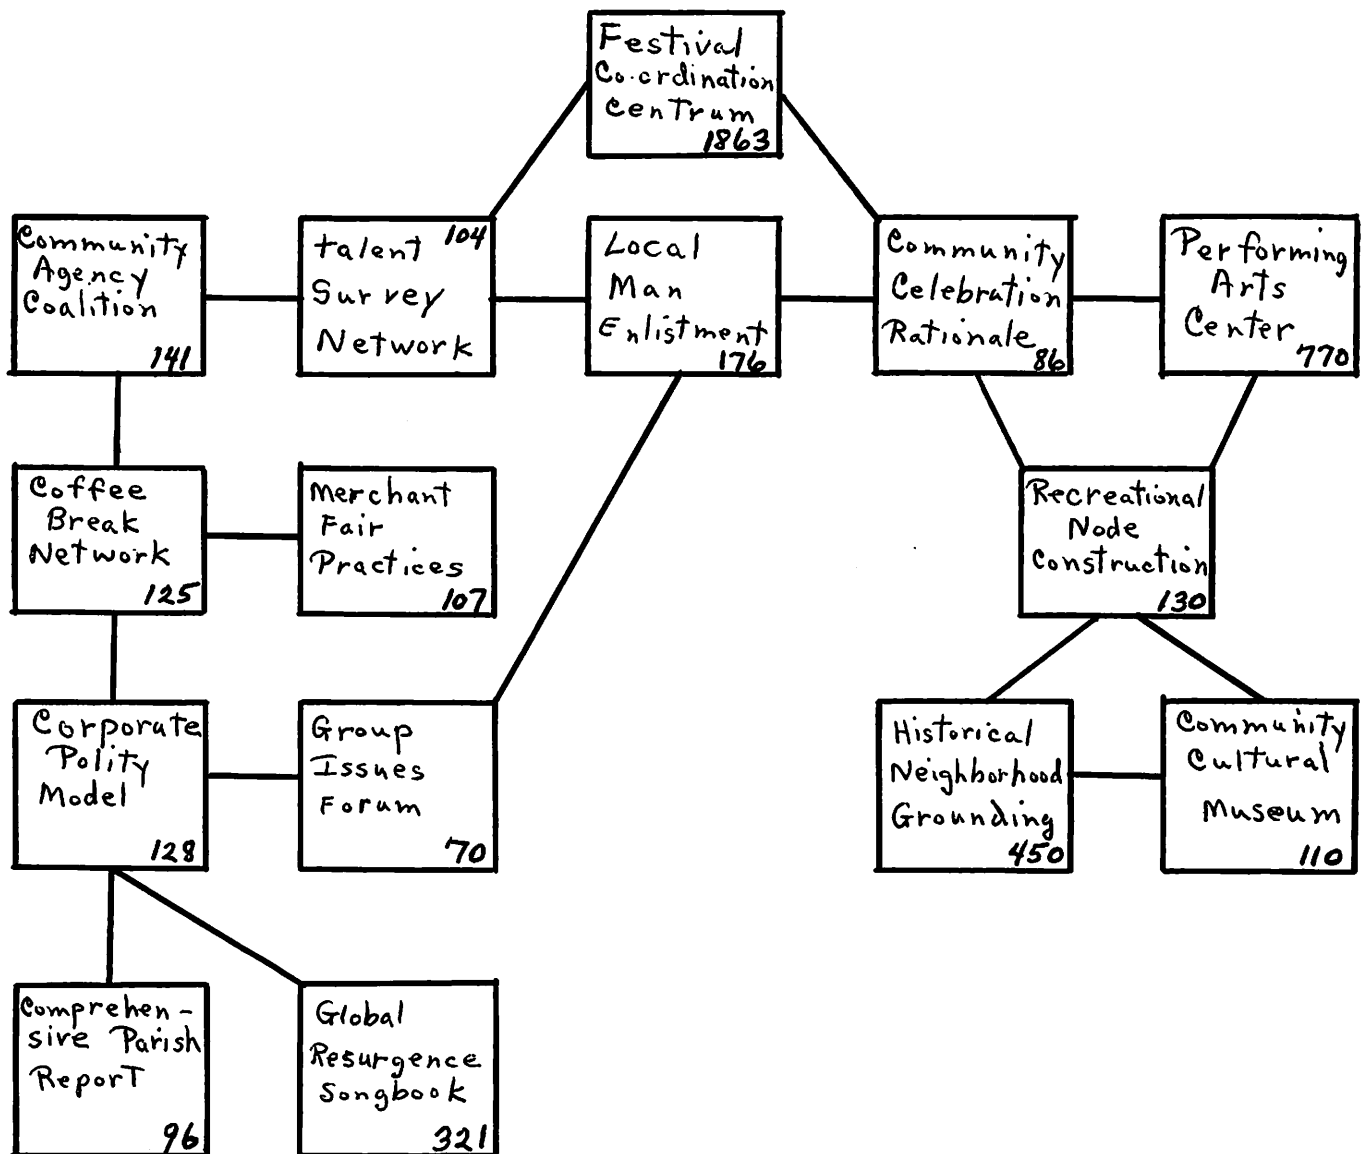 Festival
Co-ordination
Centrum
1863
Community
Agency
Coalition
141
Talent 104
Survey
Network
Local
Man
Enlistment
176
Community
Celebration
Rationale
86
Performing
Arts
Center
770
Coffee
Break
Network
125
Merchant
Fair
Practices
107
Recreational
Node
Construction
130
Corporate
Polity
Model
128
Group
Issues
Forum
70
Historical
Neighborhood
Grounding
450
Community
Cultural
Museum
110
Comprehen-
sive Parish
Report
96
Global
Resurgence
Songbook
321